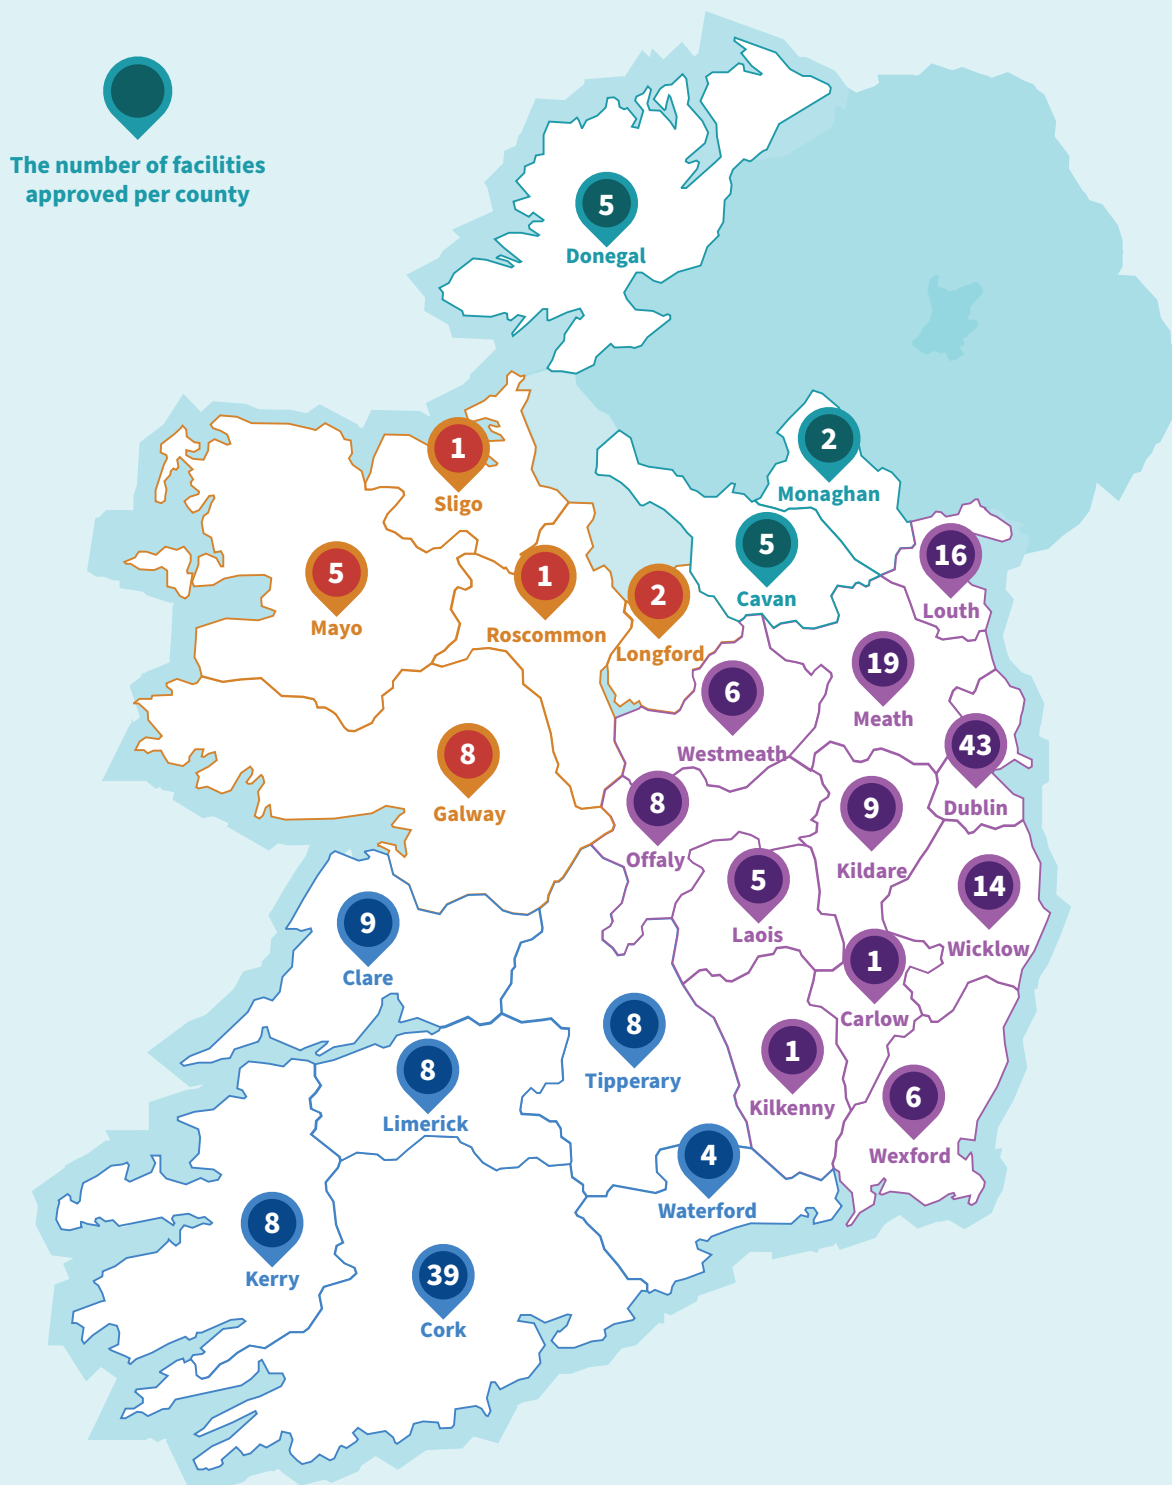 The number of facilities
approved per county
5
Donegal
2
Monaghan
1
Sligo
5
Cavan
16
Louth
5
Mayo
1
Roscommon
2
Longford
19
Meath
6
Westmeath
43
Dublin
8
Galway
8
Offaly
9
Kildare
5
Laois
14
Wicklow
9
Clare
1
Carlow
8
Tipperary
1
Kilkenny
8
Limerick
6
Wexford
4
Waterford
8
Kerry
39
Cork